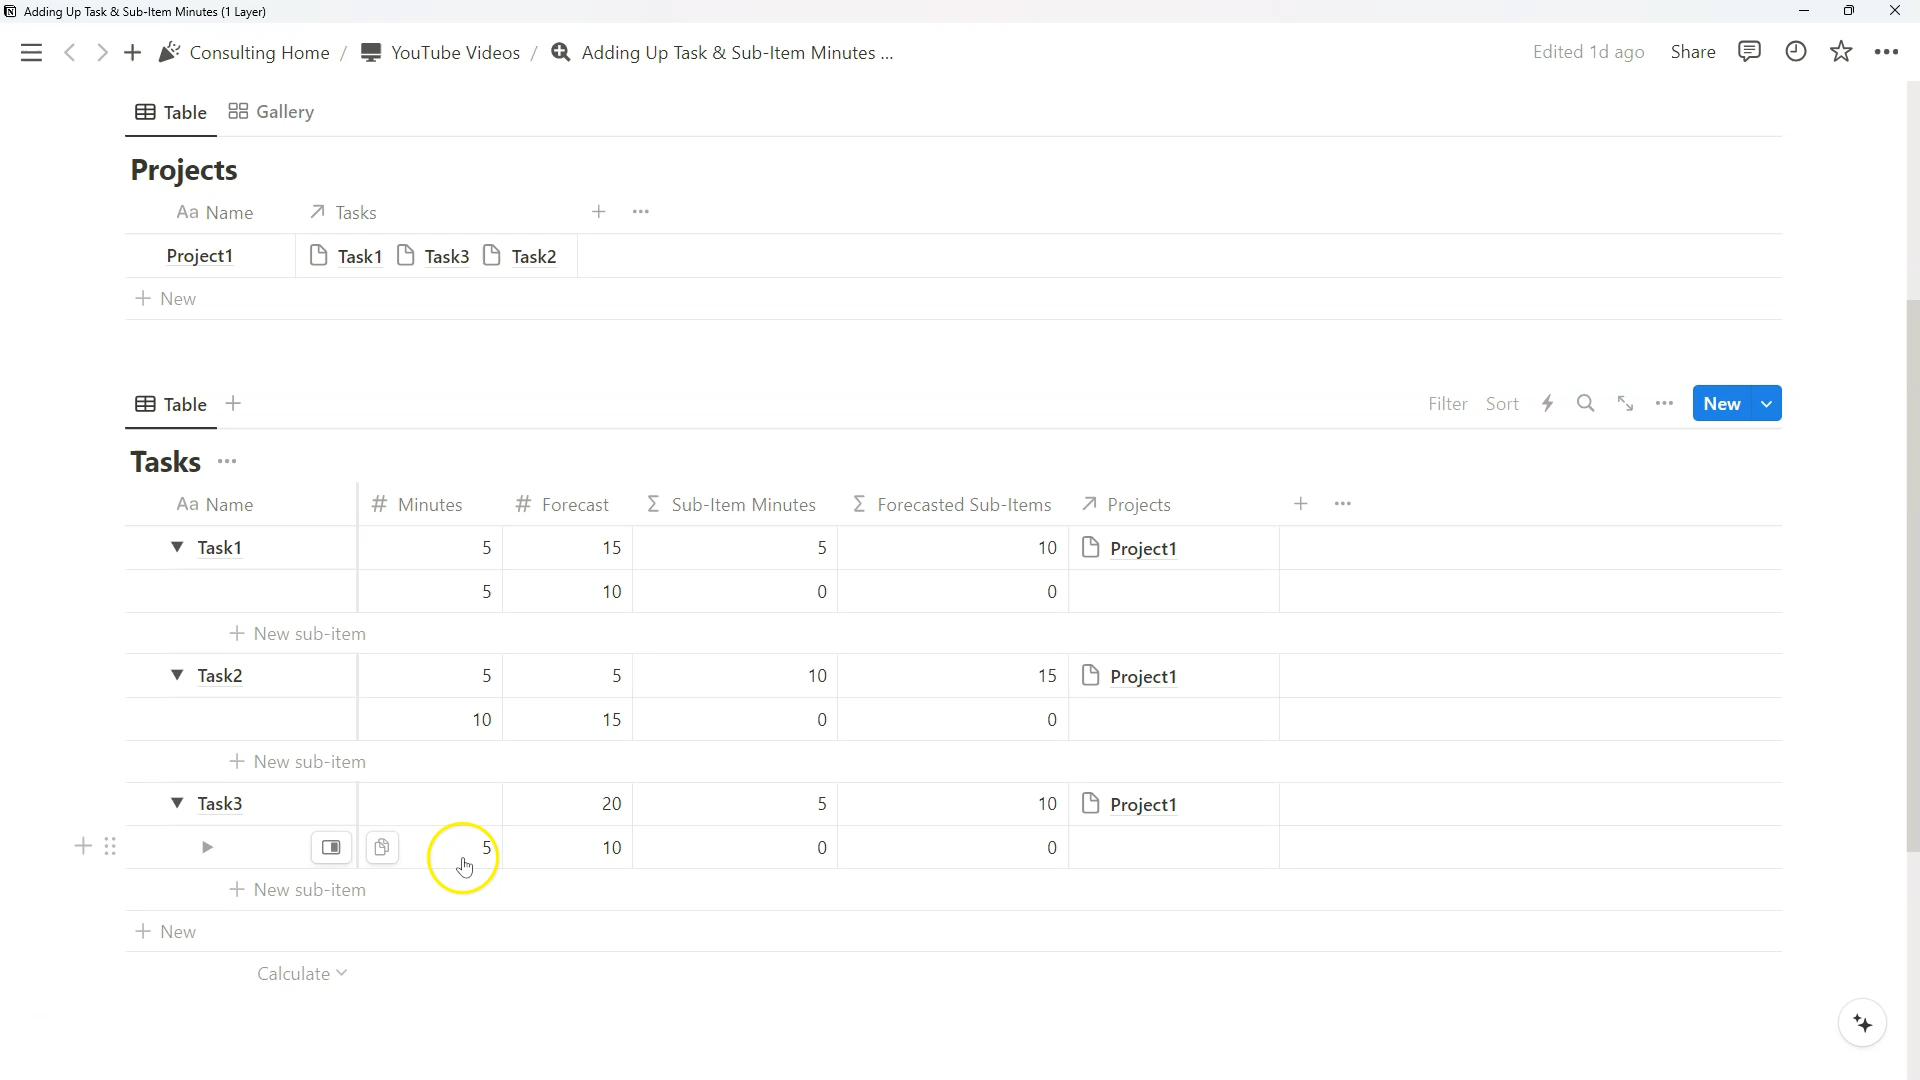 Adding Up Task & Sub-Item Minutes (1 Layer)
Consulting Home / YouTube Videos / Adding Up Task & Sub-Item Minutes ... Edited 1d ago Share
Table Gallery
Projects
Aa Name Tasks
Project1 Task1 Task3 Task2
+ New
Table +
Filter Sort New
Tasks
Aa Name # Minutes # Forecast Σ Sub-Item Minutes Σ Forecasted Sub-Items Projects
Task1 5 15 5 10 Project1
5 10 0 0
+ New sub-item
Task2 5 5 10 15 Project1
10 15 0 0
+ New sub-item
Task3 20 5 10 Project1
5 10 0 0
+ New sub-item
+ New
Calculate